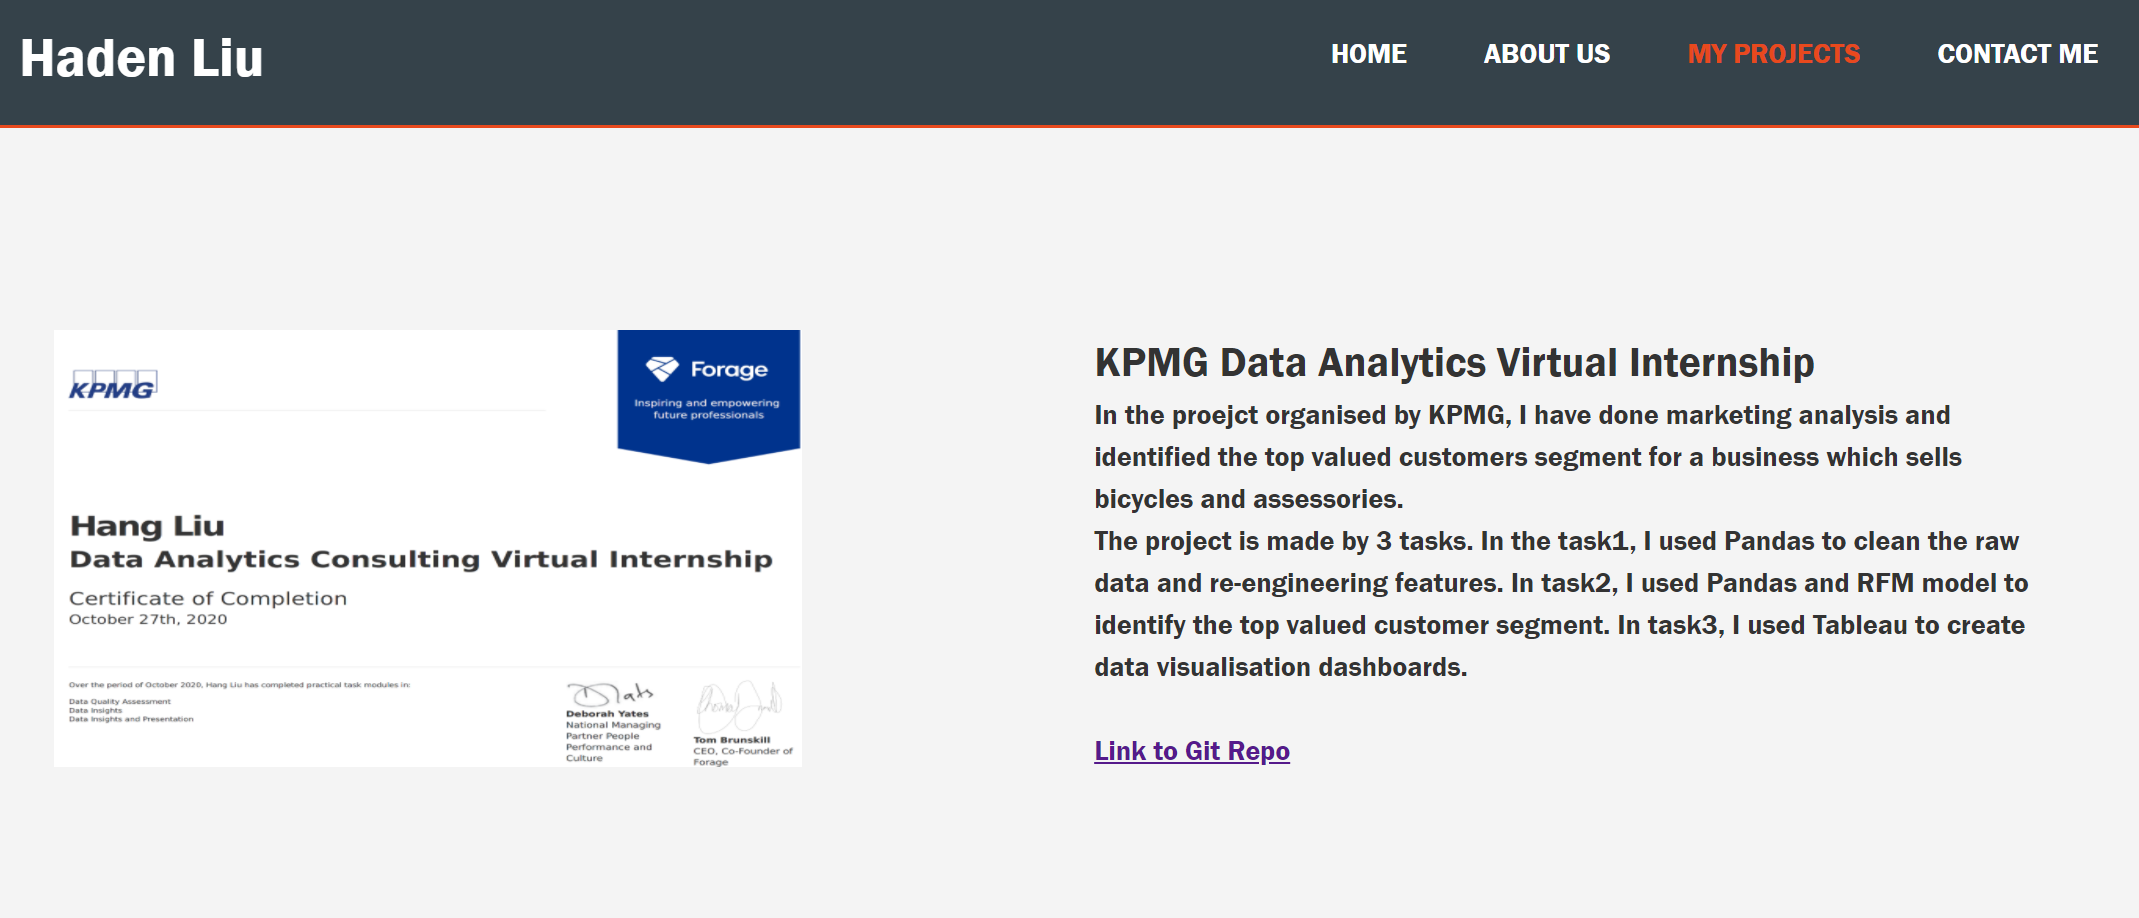 Haden Liu
HOME
ABOUT US
MY PROJECTS
CONTACT ME
KPMG
Forage
Inspiring and empowering
future professionals
Hang Liu
Data Analytics Consulting Virtual Internship
Certificate of Completion
October 27th, 2020
Over the period of October 2020, Hang Liu has completed practical task modules in:
Data Quality Assessment
Data Insights
Data Insights and Presentation
Deborah Yates
National Managing
Partner People
Performance and
Culture
Tom Brunskill
CEO, Co-Founder of
Forage
KPMG Data Analytics Virtual Internship
In the proejct organised by KPMG, I have done marketing analysis and
identified the top valued customers segment for a business which sells
bicycles and assessories.
The project is made by 3 tasks. In the task1, I used Pandas to clean the raw
data and re-engineering features. In task2, I used Pandas and RFM model to
identify the top valued customer segment. In task3, I used Tableau to create
data visualisation dashboards.
Link to Git Repo